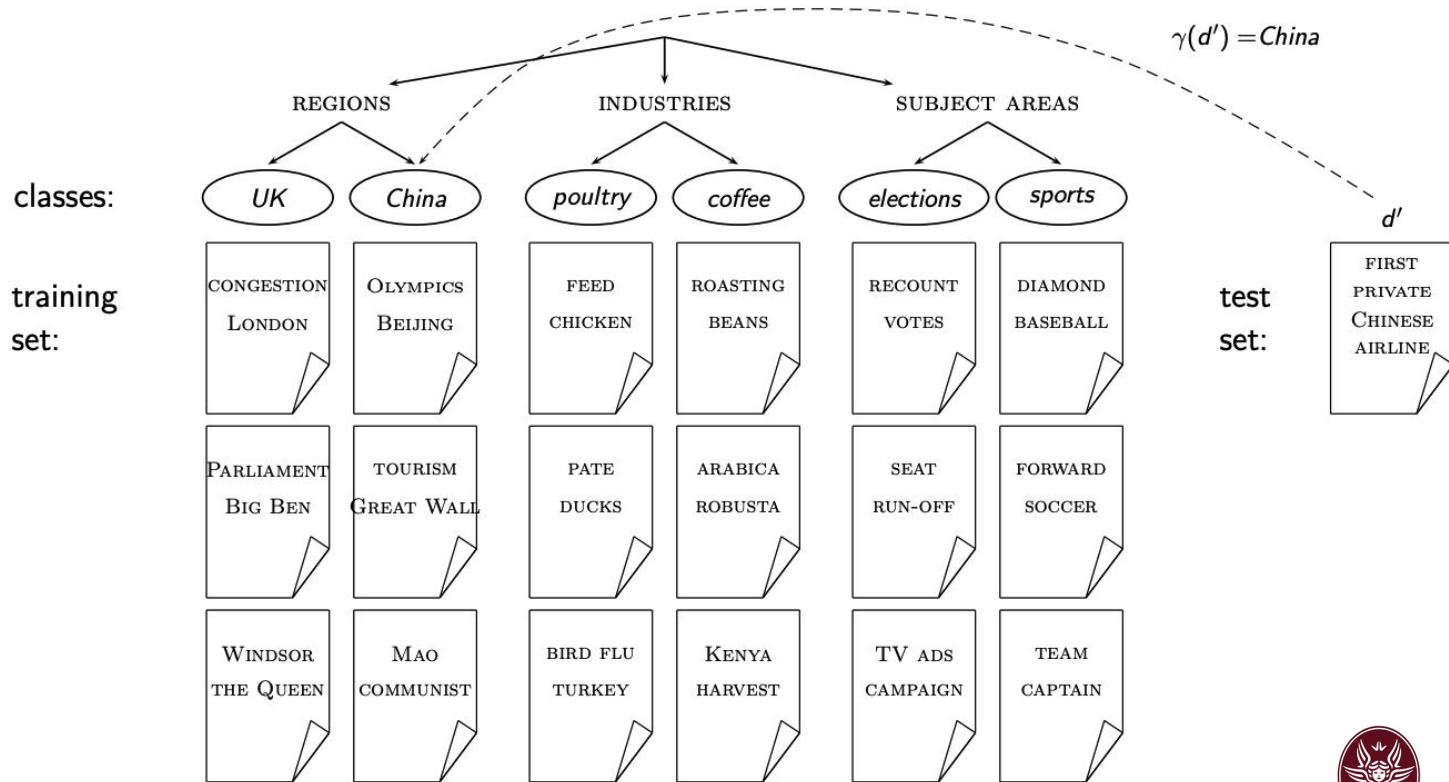 γ(d′) =China
REGIONS INDUSTRIES SUBJECT AREAS
classes: UK China poultry coffee elections sports
d′
training set:
CONGESTION
LONDON
OLYMPICS
BEIJING
FEED
CHICKEN
ROASTING
BEANS
RECOUNT
VOTES
DIAMOND
BASEBALL
test
set:
FIRST
PRIVATE
CHINESE
AIRLINE
PARLIAMENT
BIG BEN
TOURISM
GREAT WALL
PATE
DUCKS
ARABICA
ROBUSTA
SEAT
RUN-OFF
FORWARD
SOCCER
WINDSOR
THE QUEEN
MAO
COMMUNIST
BIRD FLU
TURKEY
KENYA
HARVEST
TV ADS
CAMPAIGN
TEAM
CAPTAIN